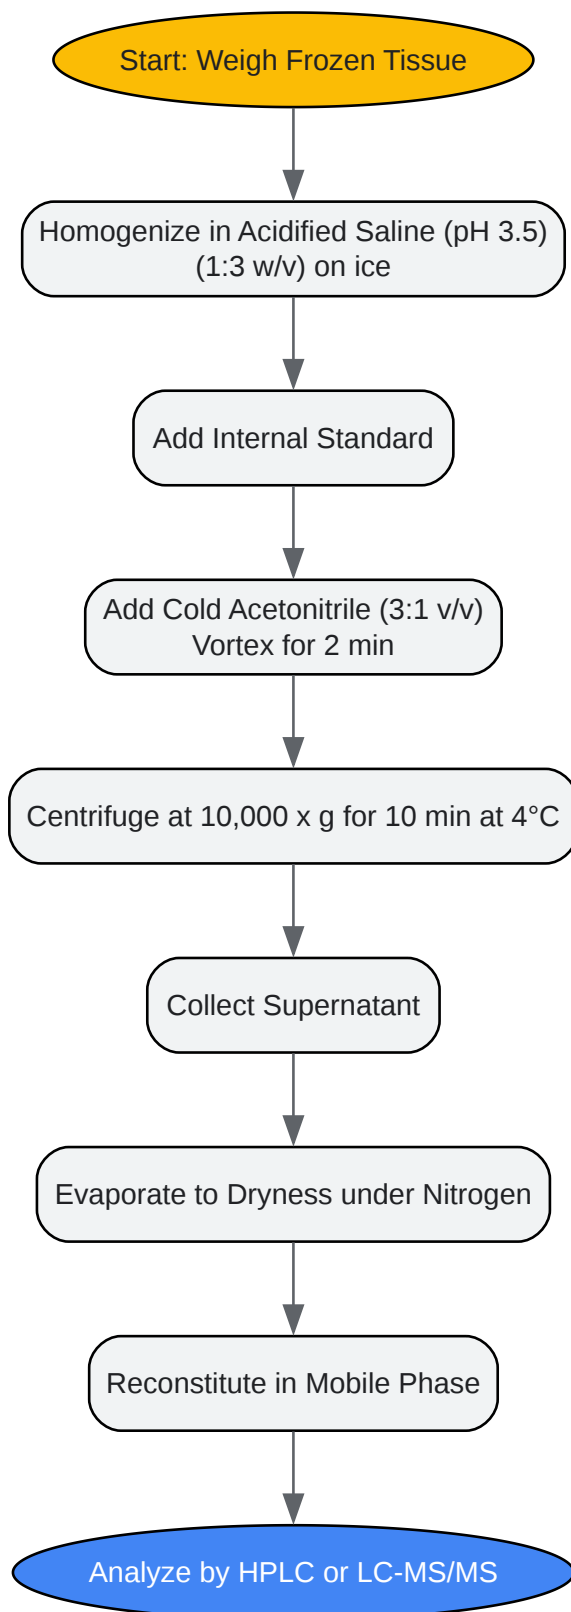 Start: Weigh Frozen Tissue
Homogenize in Acidified Saline (pH 3.5)
(1:3 w/v) on ice
Add Internal Standard
Add Cold Acetonitrile (3:1 v/v)
Vortex for 2 min
Centrifuge at 10,000 x g for 10 min at 4°C
Collect Supernatant
Evaporate to Dryness under Nitrogen
Reconstitute in Mobile Phase
Analyze by HPLC or LC-MS/MS